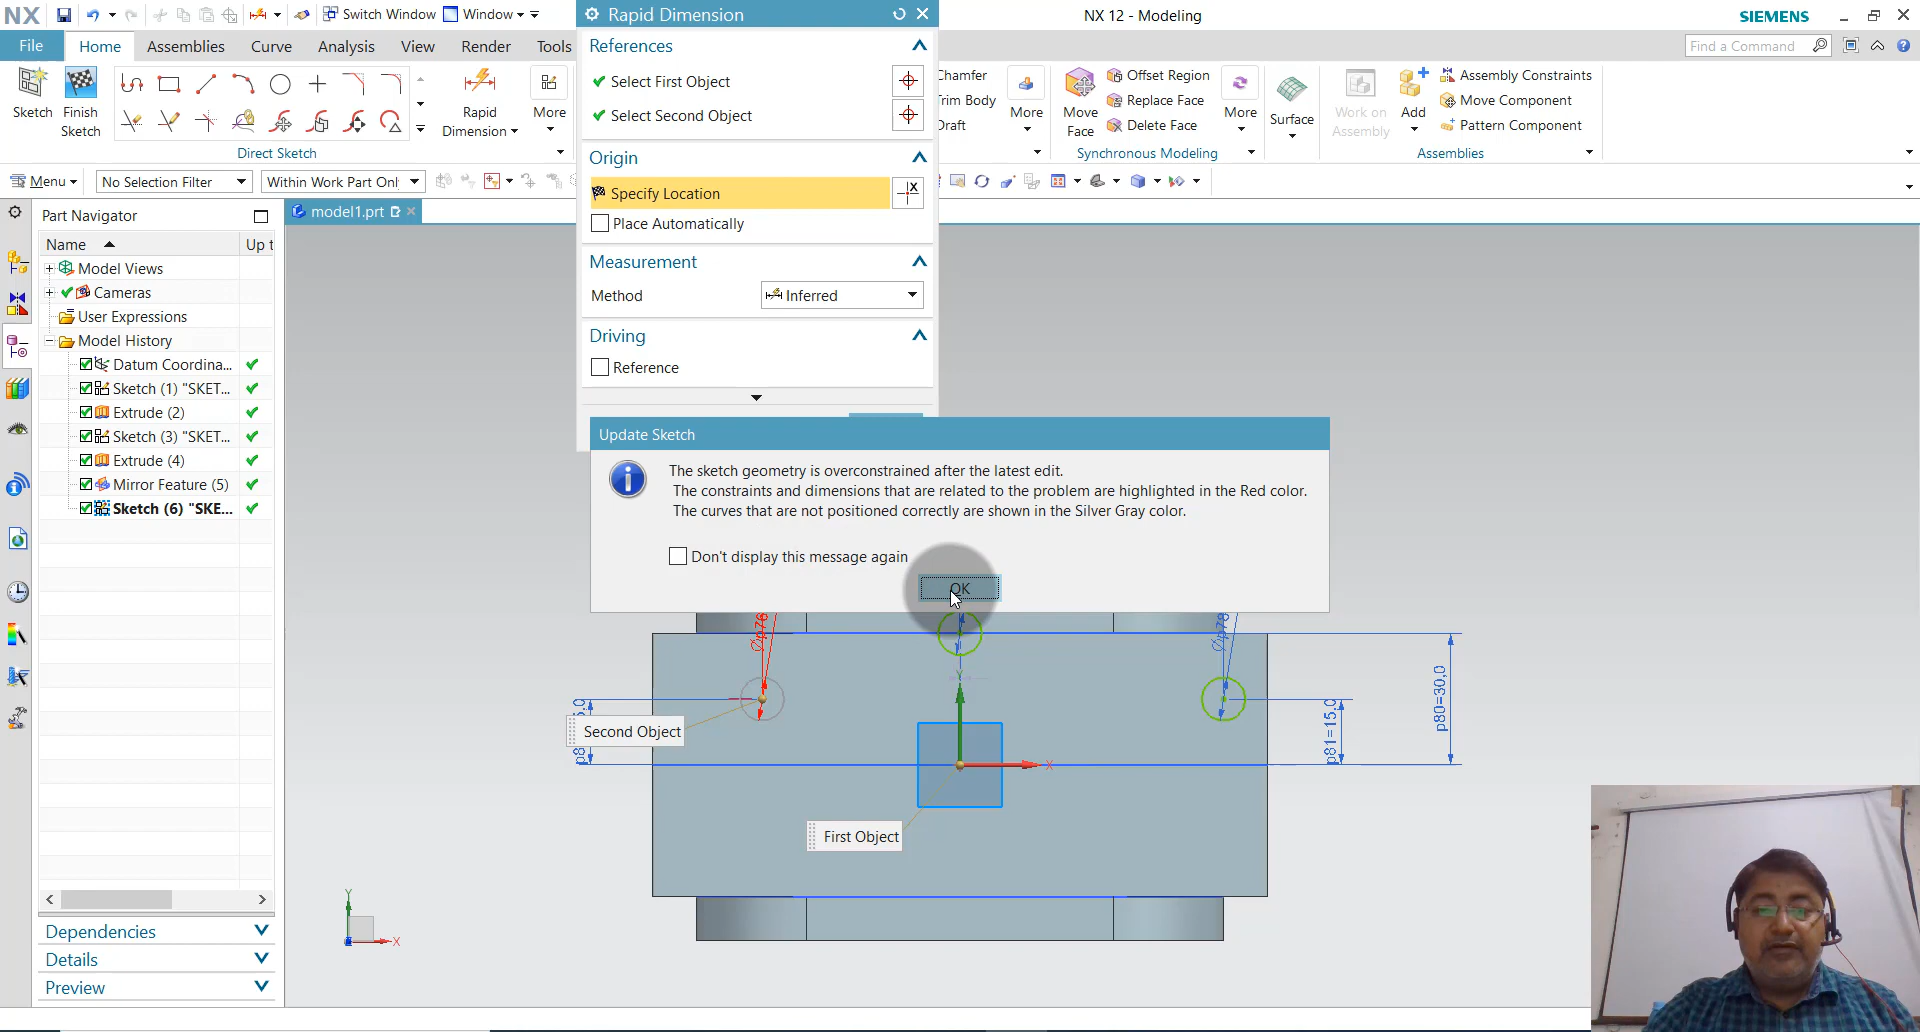 NX
Switch Window
Window
Rapid Dimension
NX 12 - Modeling
SIEMENS
File
Home
Assemblies
Curve
Analysis
View
Render
Tools
References
Find a Command
Sketch
Finish
Sketch
Rapid
Dimension
More
Direct Sketch
Select First Object
Select Second Object
Chamfer
Trim Body
Draft
More
Move
Face
Offset Region
Replace Face
Delete Face
More
Synchronous Modeling
Surface
Work on
Assembly
Add
Assembly Constraints
Move Component
Pattern Component
Assemblies
Menu
No Selection Filter
Within Work Part Onl
Origin
Specify Location
Place Automatically
Measurement
Method
Inferred
Driving
Reference
Part Navigator
model1.prt
Name
Up t
Model Views
Cameras
User Expressions
Model History
Datum Coordina...
Sketch (1) "SKET...
Extrude (2)
Sketch (3) "SKET...
Extrude (4)
Mirror Feature (5)
Sketch (6) "SKE...
Update Sketch
The sketch geometry is overconstrained after the latest edit.
The constraints and dimensions that are related to the problem are highlighted in the Red color.
The curves that are not positioned correctly are shown in the Silver Gray color.
Don't display this message again
OK
Øp76
Øp78
Y
p80=30,0
p81=15,0
X
Second Object
First Object
Y
X
Dependencies
Details
Preview